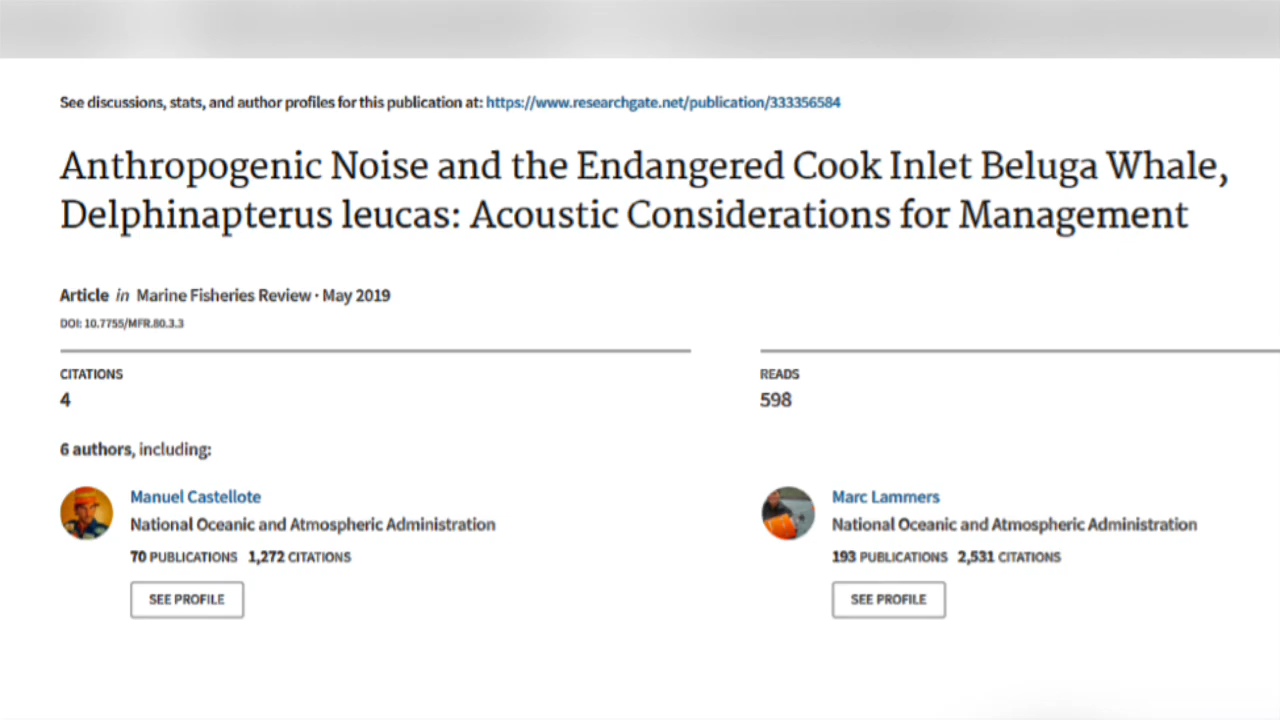 See discussions, stats, and author profiles for this publication at: https://www.researchgate.net/publication/333356584
Anthropogenic Noise and the Endangered Cook Inlet Beluga Whale,
Delphinapterus leucas: Acoustic Considerations for Management
Article in Marine Fisheries Review · May 2019
DOI: 10.7755/MFR.80.3.3
CITATIONS
4
READS
598
6 authors, including:
Manuel Castellote
National Oceanic and Atmospheric Administration
70 PUBLICATIONS 1,272 CITATIONS
SEE PROFILE
Marc Lammers
National Oceanic and Atmospheric Administration
193 PUBLICATIONS 2,531 CITATIONS
SEE PROFILE